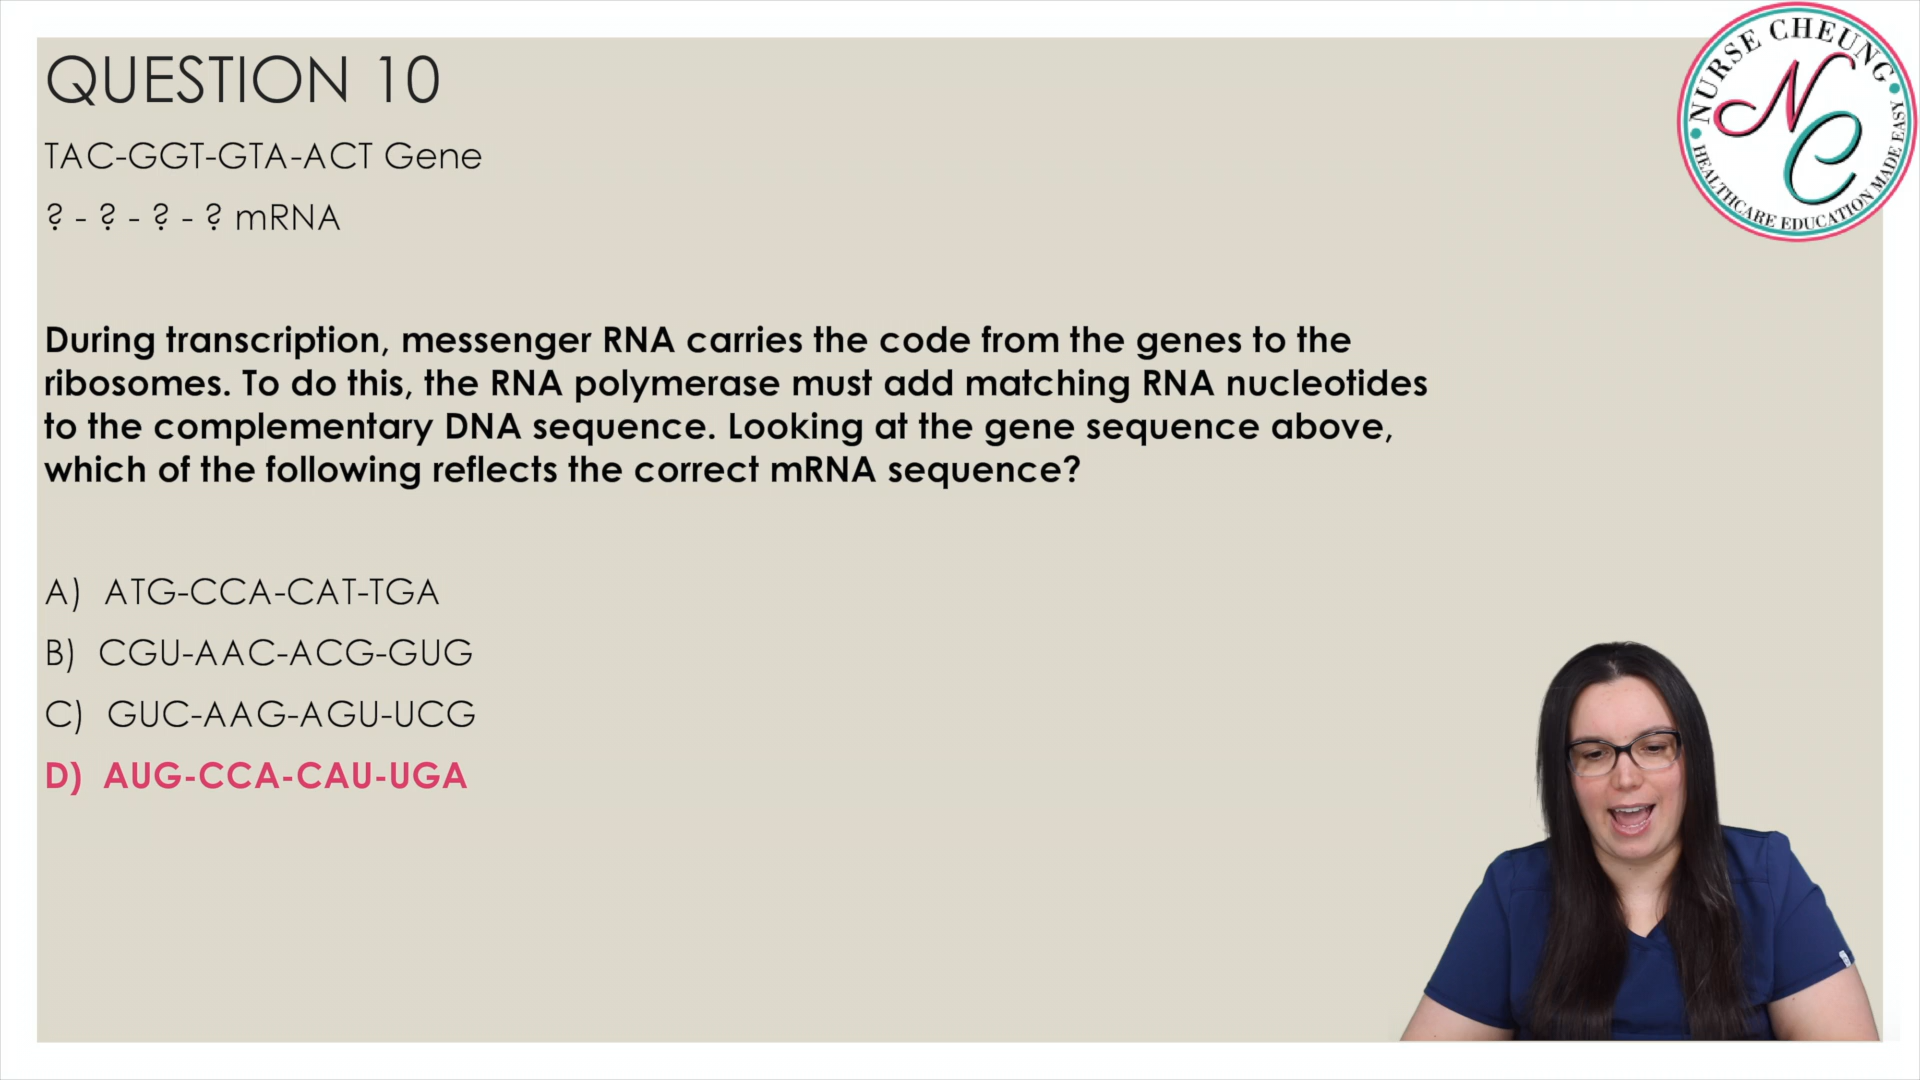 QUESTION 10
TAC-GGT-GTA-ACT Gene
? - ? - ? - ? mRNA
During transcription, messenger RNA carries the code from the genes to the
ribosomes. To do this, the RNA polymerase must add matching RNA nucleotides
to the complementary DNA sequence. Looking at the gene sequence above,
which of the following reflects the correct mRNA sequence?
A) ATG-CCA-CAT-TGA
B) CGU-AAC-ACG-GUG
C) GUC-AAG-AGU-UCG
D) AUG-CCA-CAU-UGA
NURSE CHEUNG
NC
HEALTHCARE EDUCATION MADE EASY